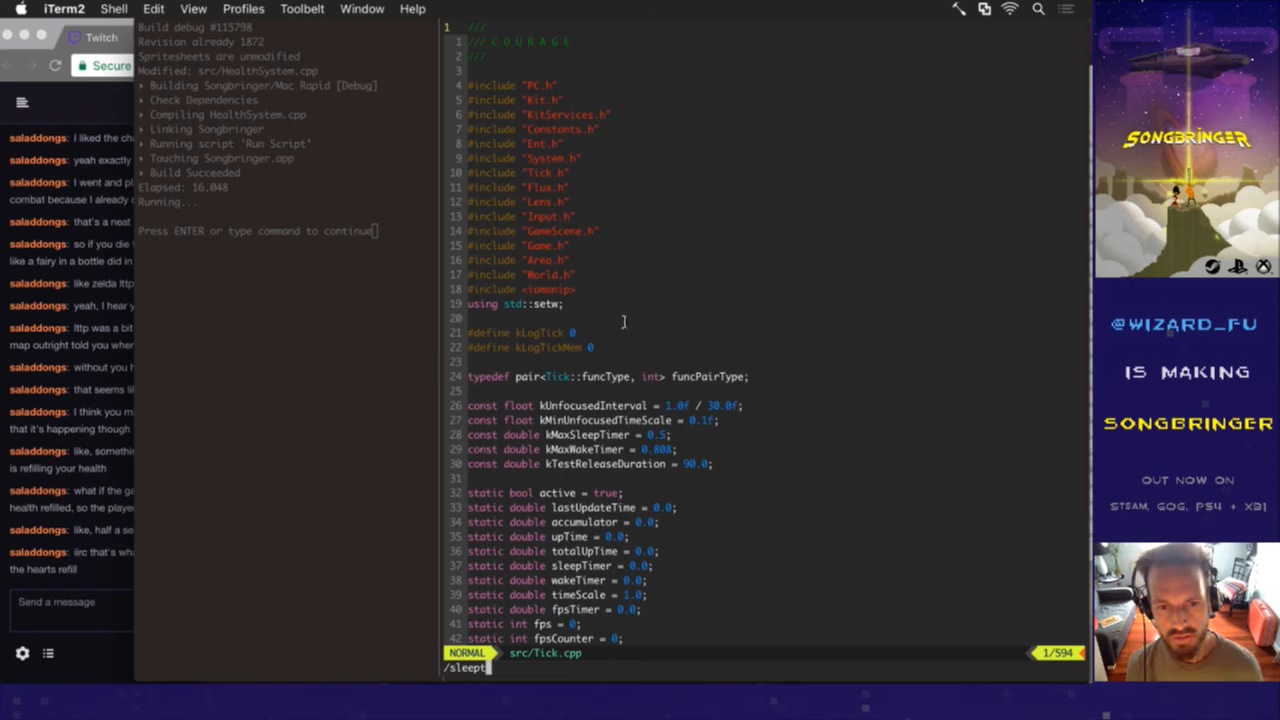 iTerm2 Shell Edit View Profiles Toolbelt Window Help
Twitch
Secure
saladdongs: I liked the cha
saladdongs: yeah exactly
saladdongs: I went and pl
combat because I already d
saladdongs: that's a neat
saladdongs: so if you die
like a fairy in a bottle did in
saladdongs: like zelda lttp
saladdongs: yeah, I hear y
saladdongs: lttp was a bit
map outright told you wher
saladdongs: without you h
saladdongs: that seems lik
saladdongs: I think you m
that it's happening though
saladdongs: like, somethin
is refilling your health
saladdongs: what if the ga
health refilled, so the playe
saladdongs: like, half a se
saladdongs: iirc that's wha
the hearts refill
Send a message
Build debug #115798
Revision already 1872
Spritesheets are unmodified
Modified: src/HealthSystem.cpp
▸ Building Songbringer/Mac Rapid [Debug]
▸ Check Dependencies
▸ Compiling HealthSystem.cpp
▸ Linking Songbringer
▸ Running script 'Run Script'
▸ Touching Songbringer.app
▸ Build Succeeded
Elapsed: 16.048
Running...
Press ENTER or type command to continue
1 ///
1 /// C O U R A G E
2 ///
3
4 #include "PC.h"
5 #include "Kit.h"
6 #include "KitServices.h"
7 #include "Constants.h"
8 #include "Ent.h"
9 #include "System.h"
10 #include "Tick.h"
11 #include "Flux.h"
12 #include "Lens.h"
13 #include "Input.h"
14 #include "GameScene.h"
15 #include "Game.h"
16 #include "Area.h"
17 #include "World.h"
18 #include <iomanip>
19 using std::setw;
20
21 #define kLogTick 0
22 #define kLogTickMem 0
23
24 typedef pair<Tick::funcType, int> funcPairType;
25
26 const float kUnfocusedInterval = 1.0f / 30.0f;
27 const float kMinUnfocusedTimeScale = 0.1f;
28 const double kMaxSleepTimer = 0.5;
29 const double kMaxWakeTimer = 0.808;
30 const double kTestReleaseDuration = 90.0;
31
32 static bool active = true;
33 static double lastUpdateTime = 0.0;
34 static double accumulator = 0.0;
35 static double upTime = 0.0;
36 static double totalUpTime = 0.0;
37 static double sleepTimer = 0.0;
38 static double wakeTimer = 0.0;
39 static double timeScale = 1.0;
40 static double fpsTimer = 0.0;
41 static int fps = 0;
42 static int fpsCounter = 0;
NORMAL src/Tick.cpp 1/594
/sleept
SONGBRINGER
@WIZARD_FU
IS MAKING
SONGBRINGER
OUT NOW ON
STEAM, GOG, PS4 + XB1